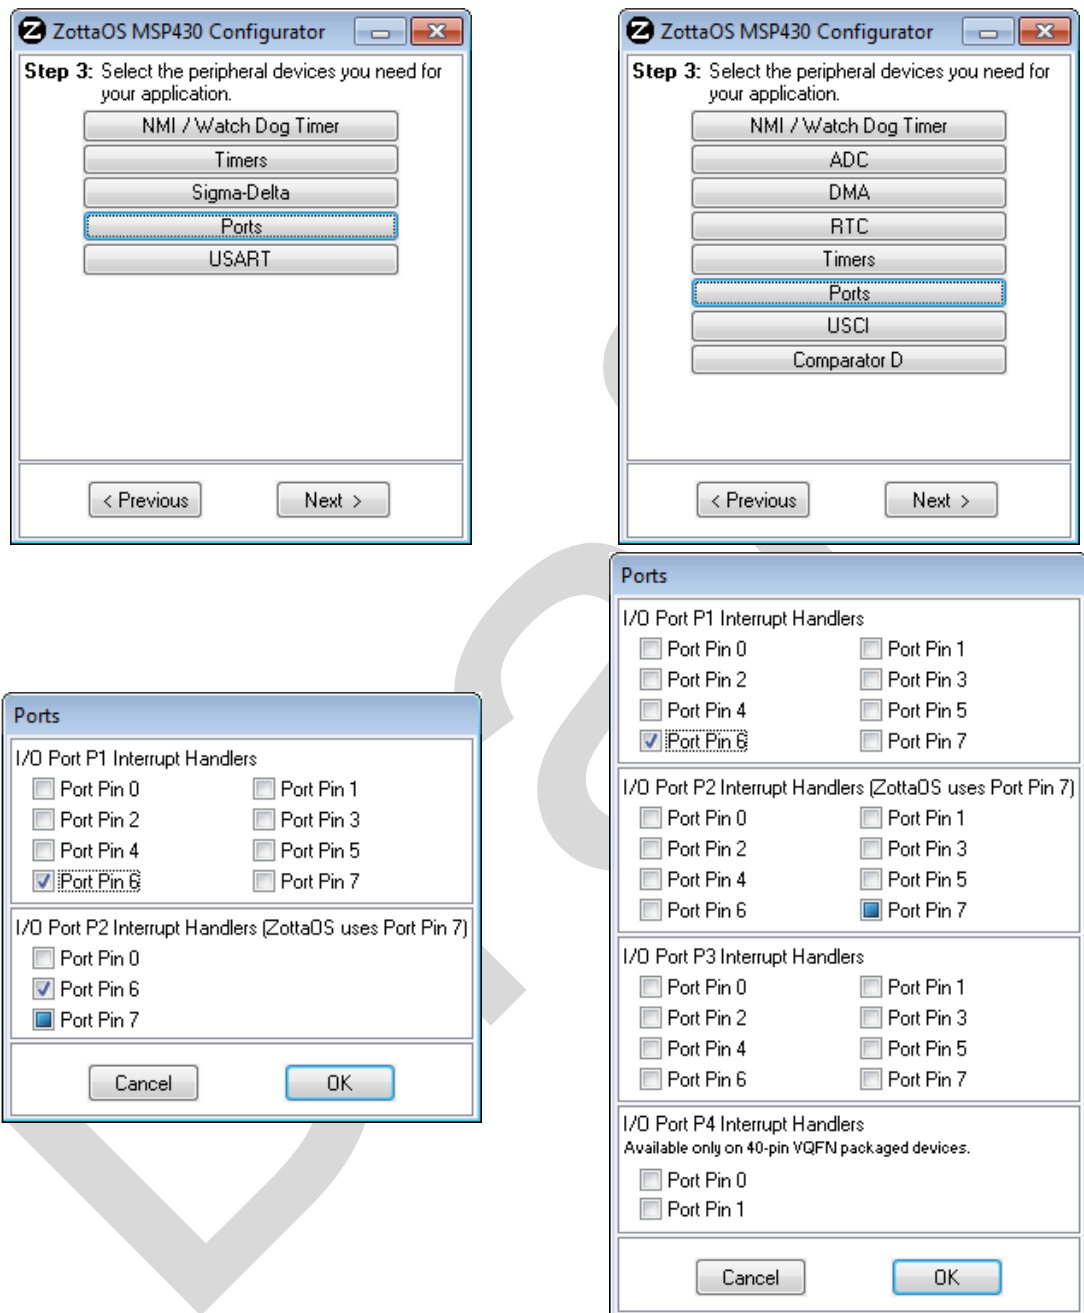 ZottaOS MSP430 Configurator
Step 3: Select the peripheral devices you need for
your application.
NMI / Watch Dog Timer
Timers
Sigma-Delta
Ports
USART
< Previous
Next >
ZottaOS MSP430 Configurator
Step 3: Select the peripheral devices you need for
your application.
NMI / Watch Dog Timer
ADC
DMA
RTC
Timers
Ports
USCI
Comparator D
< Previous
Next >
Ports
I/O Port P1 Interrupt Handlers
Port Pin 0
Port Pin 1
Port Pin 2
Port Pin 3
Port Pin 4
Port Pin 5
Port Pin 6
Port Pin 7
I/O Port P2 Interrupt Handlers (ZottaOS uses Port Pin 7)
Port Pin 0
Port Pin 6
Port Pin 7
Cancel
OK
Ports
I/O Port P1 Interrupt Handlers
Port Pin 0
Port Pin 1
Port Pin 2
Port Pin 3
Port Pin 4
Port Pin 5
Port Pin 6
Port Pin 7
I/O Port P2 Interrupt Handlers (ZottaOS uses Port Pin 7)
Port Pin 0
Port Pin 1
Port Pin 2
Port Pin 3
Port Pin 4
Port Pin 5
Port Pin 6
Port Pin 7
I/O Port P3 Interrupt Handlers
Port Pin 0
Port Pin 1
Port Pin 2
Port Pin 3
Port Pin 4
Port Pin 5
Port Pin 6
Port Pin 7
I/O Port P4 Interrupt Handlers
Available only on 40-pin VQFN packaged devices.
Port Pin 0
Port Pin 1
Cancel
OK